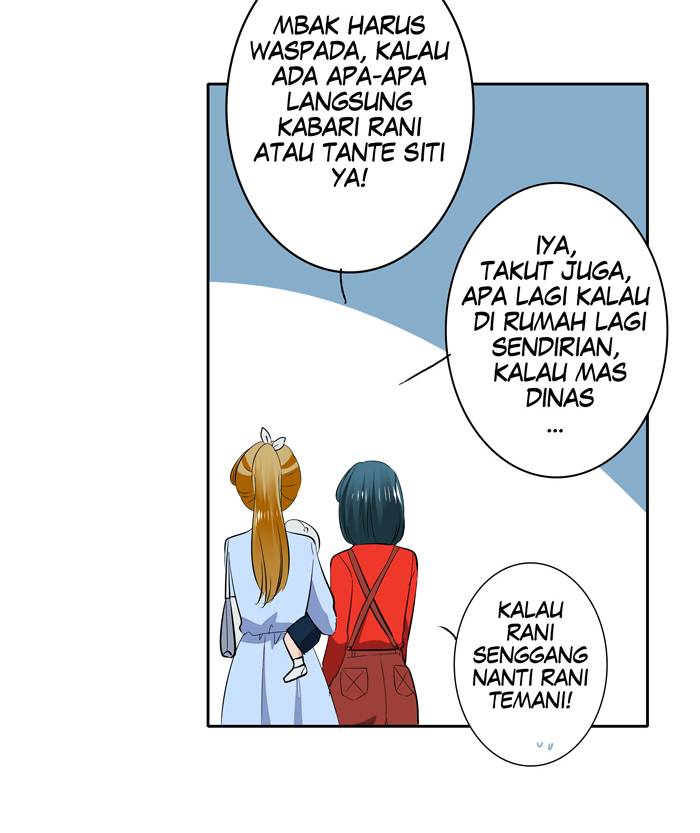 MBAK HARUS
WASPADA, KALAU
ADA APA-APA
LANGSUNG
KABARI RANI
ATAU TANTE SITI
YA!
IYA,
TAKUT JUGA,
APA LAGI KALAU
DI RUMAH LAGI
SENDIRIAN,
KALAU MAS
DINAS
...
KALAU
RANI
SENGGANG
NANTI RANI
TEMANI!